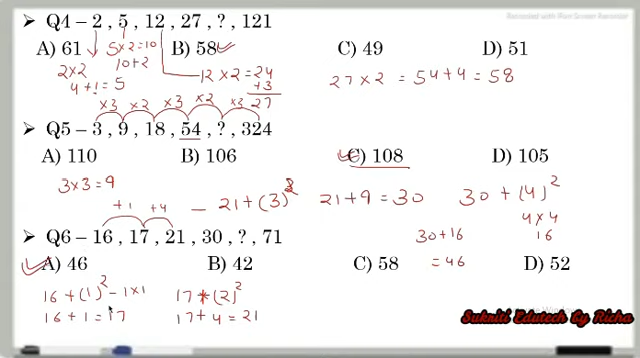 ➤ Q4 – 2 , 5 , 12 , 27 , ? , 121
A) 61 B) 58 C) 49 D) 51
5×2=10
10+2
2×2
4+1=5
12×2=24
+3
27
27×2 = 54+4 = 58
×3 ×2 ×3 ×2 ×3
➤ Q5 – 3 , 9 , 18 , 54 , ? , 324
A) 110 B) 106 C) 108 D) 105
3×3=9
+1 +4
– 21+(3)²
21+9=30
30+(4)²
4×4
16
➤ Q6 – 16 , 17 , 21 , 30 , ? , 71
30+16
= 46
A) 46 B) 42 C) 58 D) 52
16+(1)² – 1×1
16+1=17
17+(2)²
17+4=21
Sukriti Edutech By Richa